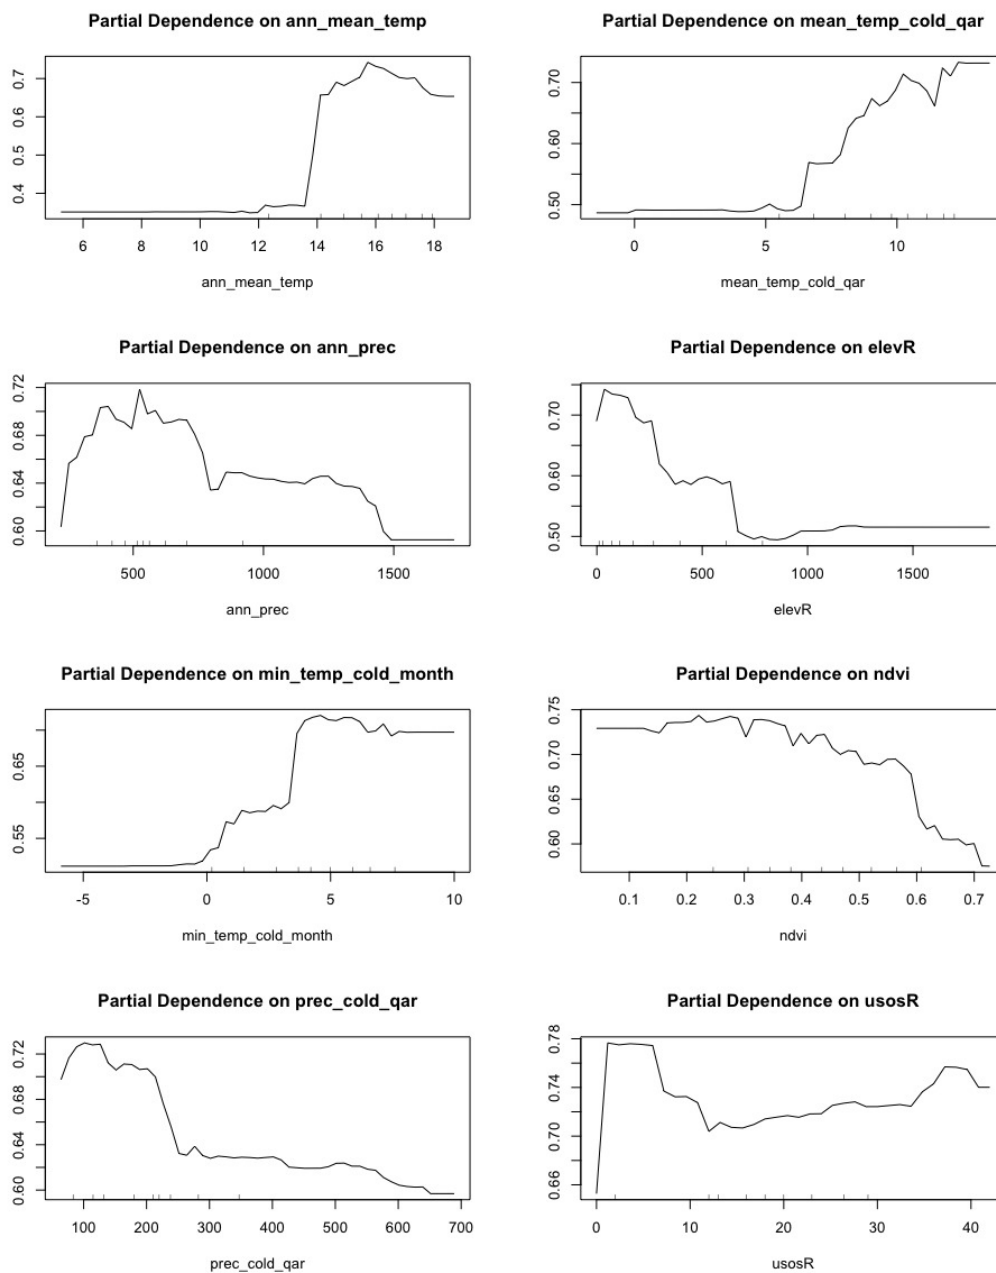 Partial Dependence on ann_mean_temp
0.4 0.5 0.6 0.7
6 8 10 12 14 16 18
ann_mean_temp
Partial Dependence on mean_temp_cold_qar
0.50 0.60 0.70
0 5 10
mean_temp_cold_qar
Partial Dependence on ann_prec
0.60 0.64 0.68 0.72
500 1000 1500
ann_prec
Partial Dependence on elevR
0.50 0.60 0.70
0 500 1000 1500
elevR
Partial Dependence on min_temp_cold_month
0.55 0.65
-5 0 5 10
min_temp_cold_month
Partial Dependence on ndvi
0.60 0.65 0.70 0.75
0.1 0.2 0.3 0.4 0.5 0.6 0.7
ndvi
Partial Dependence on prec_cold_qar
0.60 0.64 0.68 0.72
100 200 300 400 500 600 700
prec_cold_qar
Partial Dependence on usosR
0.66 0.70 0.74 0.78
0 10 20 30 40
usosR